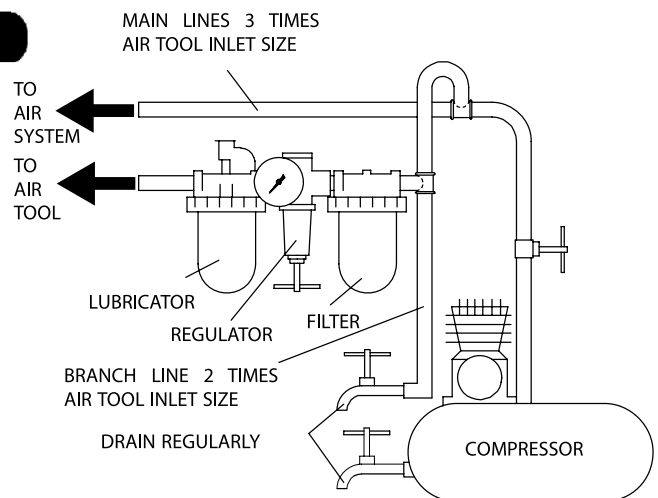 MAIN LINES 3 TIMES
AIR TOOL INLET SIZE
TO
AIR
SYSTEM
TO
AIR
TOOL
LUBRICATOR
REGULATOR
FILTER
BRANCH LINE 2 TIMES
AIR TOOL INLET SIZE
DRAIN REGULARLY
COMPRESSOR